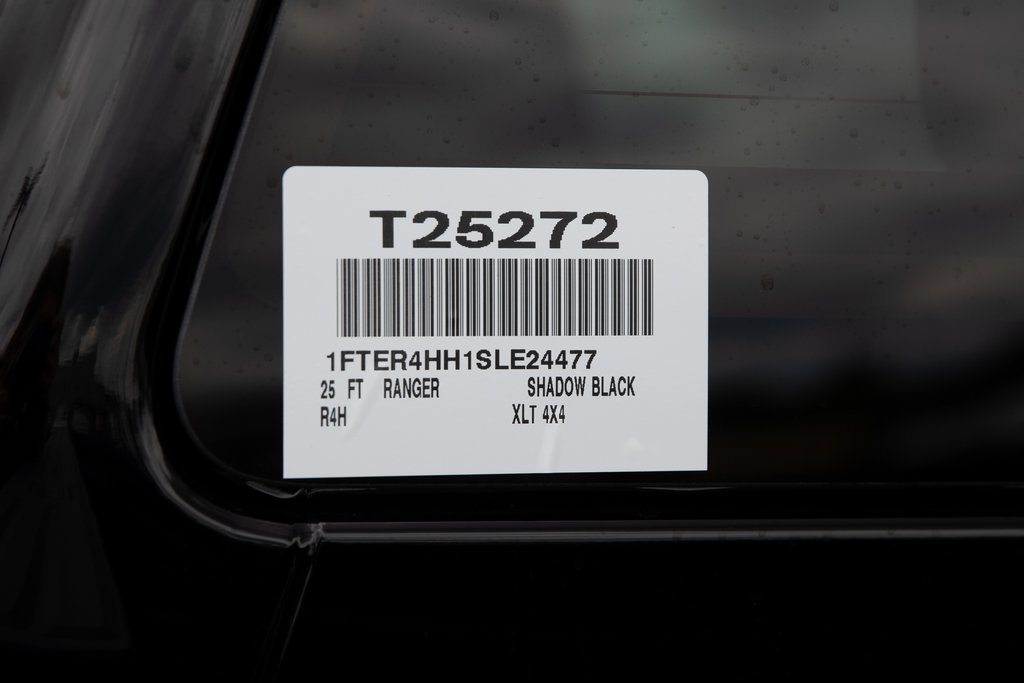 T25272
1FTER4HH1SLE24477
25 FT RANGER SHADOW BLACK
R4H XLT 4X4